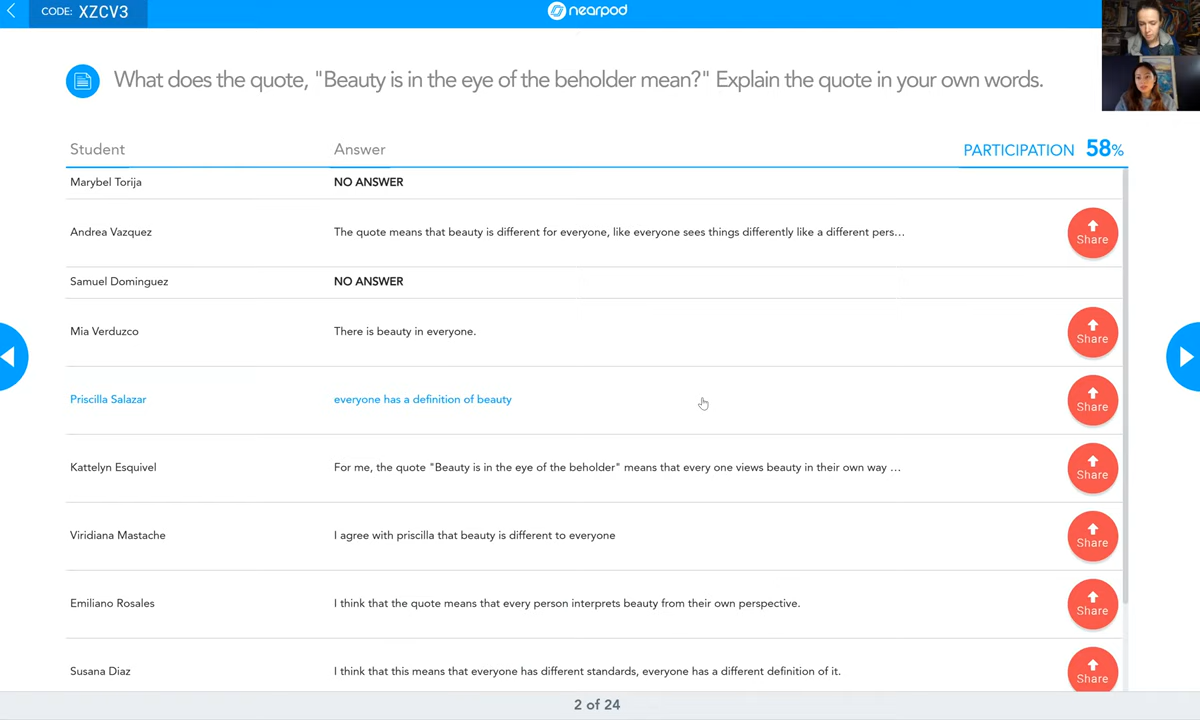 CODE: XZCV3
nearpod
What does the quote, "Beauty is in the eye of the beholder mean?" Explain the quote in your own words.
Student Answer PARTICIPATION 58%
Marybel Torija NO ANSWER
Andrea Vazquez The quote means that beauty is different for everyone, like everyone sees things differently like a different pers… Share
Samuel Dominguez NO ANSWER
Mia Verduzco There is beauty in everyone. Share
Priscilla Salazar everyone has a definition of beauty Share
Kattelyn Esquivel For me, the quote "Beauty is in the eye of the beholder" means that every one views beauty in their own way … Share
Viridiana Mastache I agree with priscilla that beauty is different to everyone Share
Emiliano Rosales I think that the quote means that every person interprets beauty from their own perspective. Share
Susana Diaz I think that this means that everyone has different standards, everyone has a different definition of it. Share
2 of 24